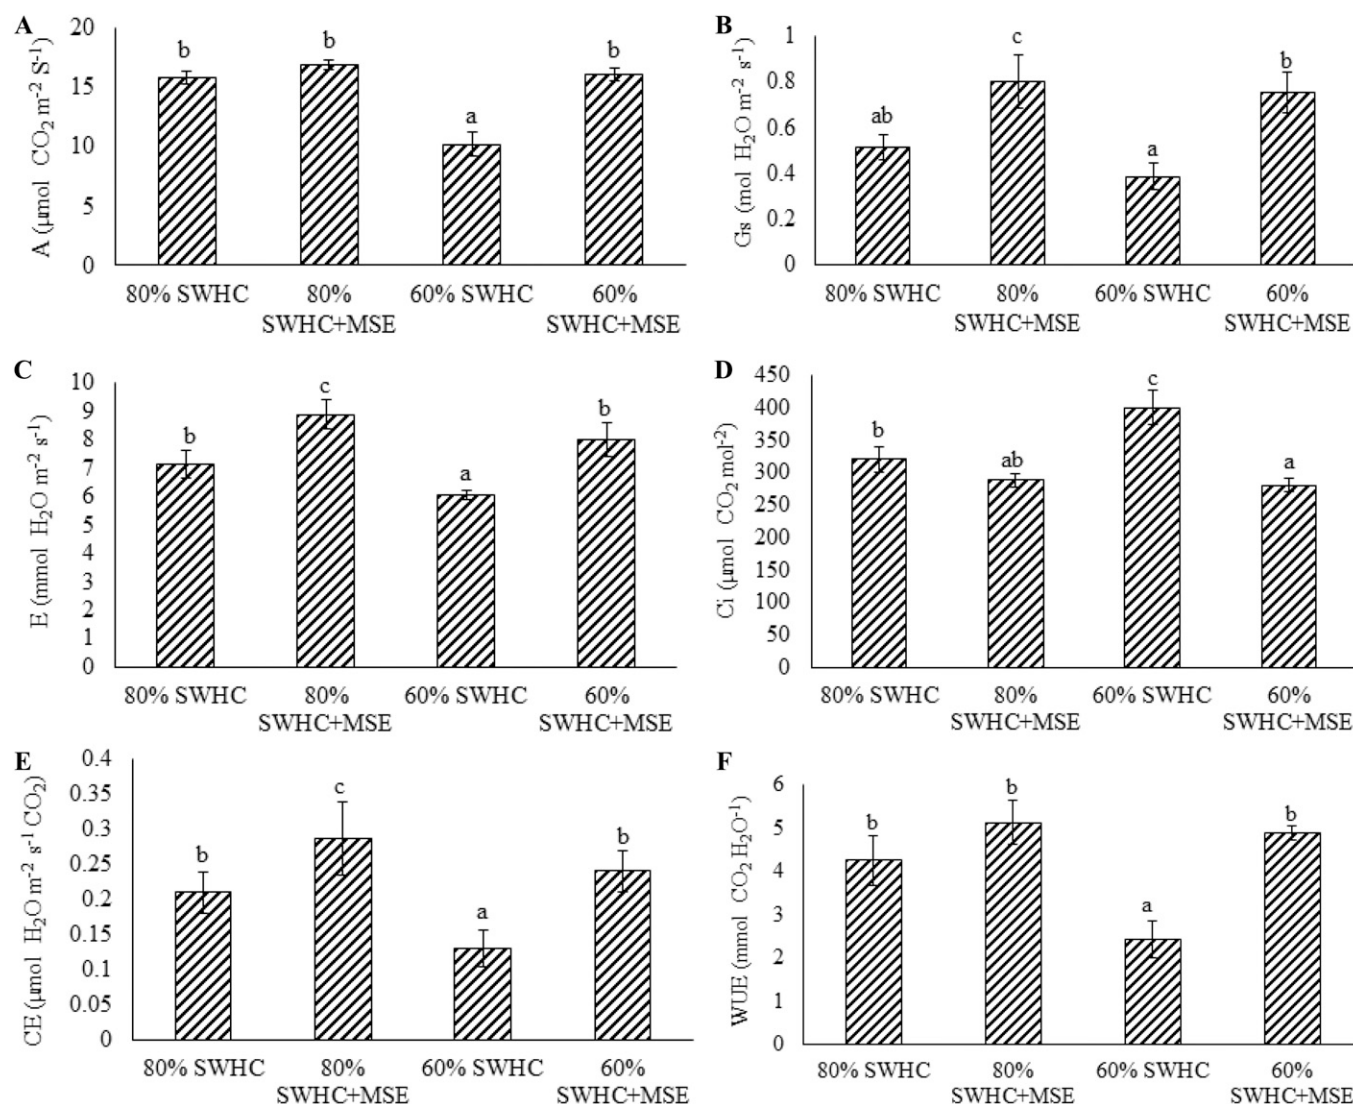 A
A (μmol CO₂ m⁻² S⁻¹)
20
15
10
5
0
b
b
a
b
80% SWHC
80%
SWHC+MSE
60% SWHC
60%
SWHC+MSE
B
Gs (mol H₂O m⁻² s⁻¹)
1
0.8
0.6
0.4
0.2
0
ab
c
a
b
80% SWHC
80%
SWHC+MSE
60% SWHC
60%
SWHC+MSE
C
E (mmol H₂O m⁻² s⁻¹)
10
9
8
7
6
5
4
3
2
1
0
b
c
a
b
80% SWHC
80%
SWHC+MSE
60% SWHC
60%
SWHC+MSE
D
Ci (μmol CO₂ mol⁻²)
450
400
350
300
250
200
150
100
50
0
b
ab
c
a
80% SWHC
80%
SWHC+MSE
60% SWHC
60%
SWHC+MSE
E
CE (μmol H₂O m⁻² s⁻¹ CO₂)
0.4
0.35
0.3
0.25
0.2
0.15
0.1
0.05
0
b
c
a
b
80% SWHC
80%
SWHC+MSE
60% SWHC
60%
SWHC+MSE
F
WUE (mmol CO₂ H₂O⁻¹)
6
5
4
3
2
1
0
b
b
a
b
80% SWHC
80%
SWHC+MSE
60% SWHC
60%
SWHC+MSE